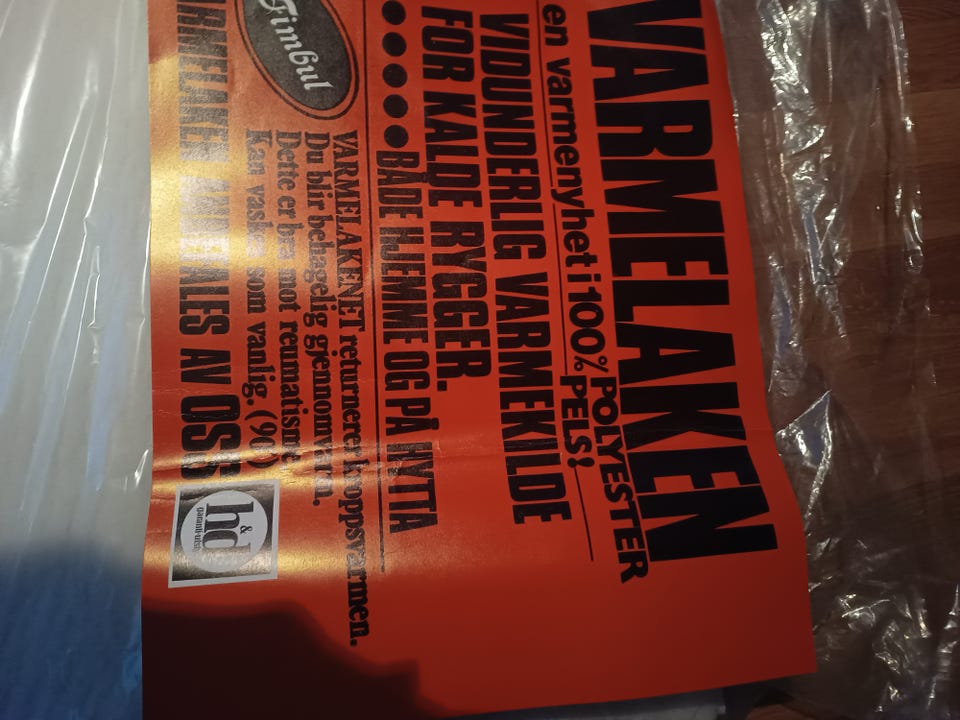 VARMELAKEN
en varmenyhet i 100% POLYESTER
PELS!
VIDUNDERLIG VARMEKILDE
FOR KALDE RYGGER.
●●●●● BÅDE HJEMME OG PÅ HYTTA
Fimbul
VARMELAKENET returnerer kroppsvarmen.
Du blir behagelig gjennomvarm.
Dette er bra mot reumatisme.
Kan vaskes som vanlig. (90°)
VARMELAKEN ANBEFALES AV OSS
h&d